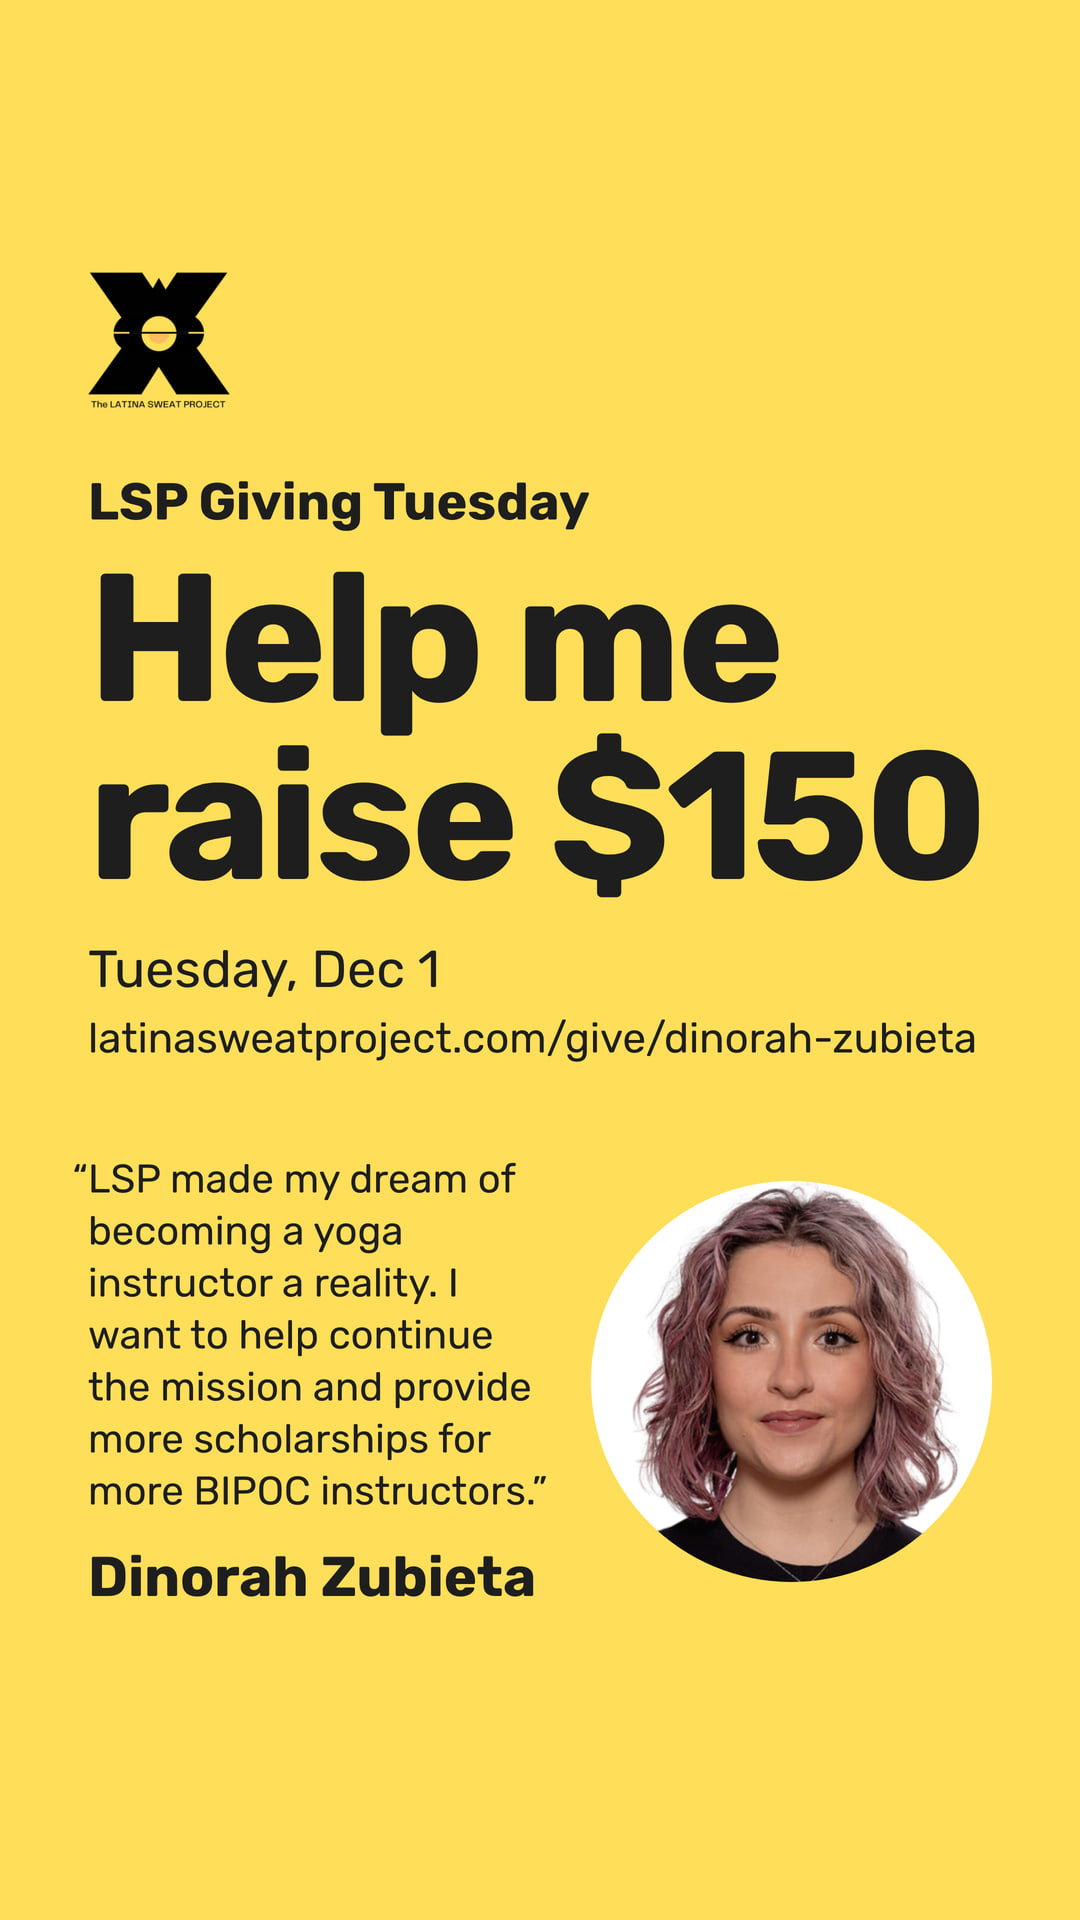 The LATINA SWEAT PROJECT
LSP Giving Tuesday
Help me
raise $150
Tuesday, Dec 1
latinasweatproject.com/give/dinorah-zubieta
“LSP made my dream of
becoming a yoga
instructor a reality. I
want to help continue
the mission and provide
more scholarships for
more BIPOC instructors.”
Dinorah Zubieta